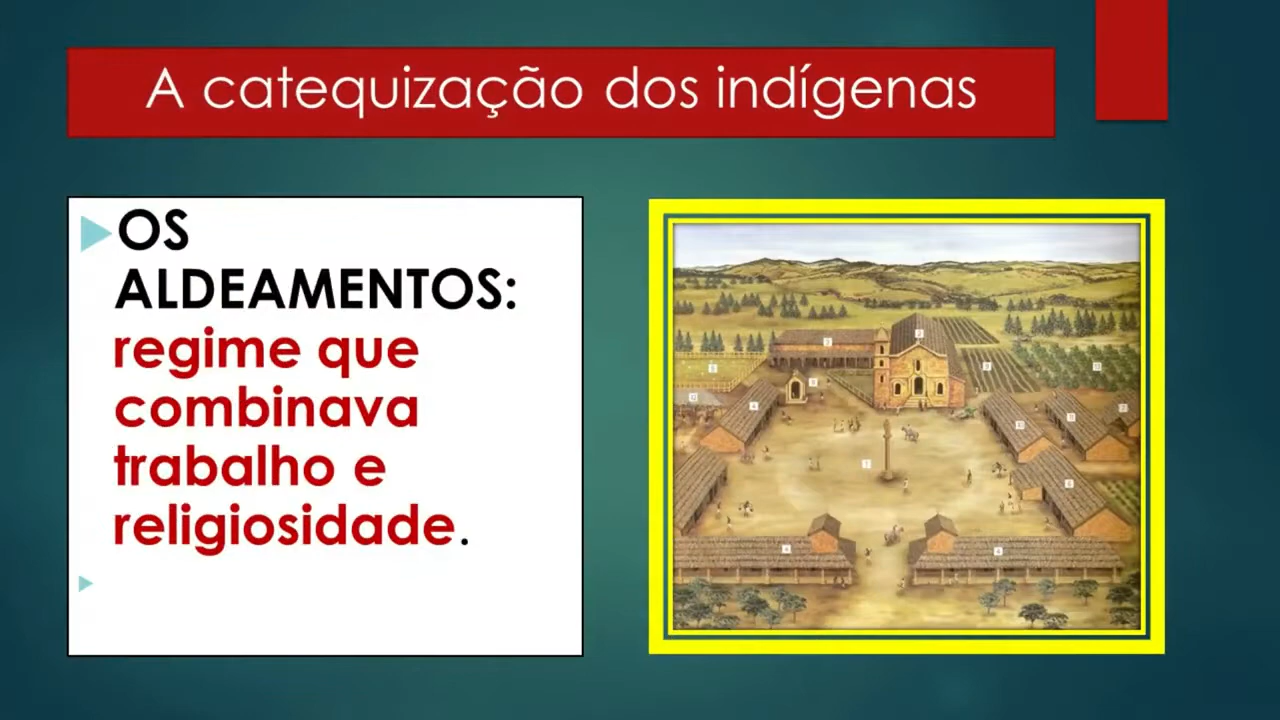 A catequização dos indígenas
OS
ALDEAMENTOS:
regime que
combinava
trabalho e
religiosidade.